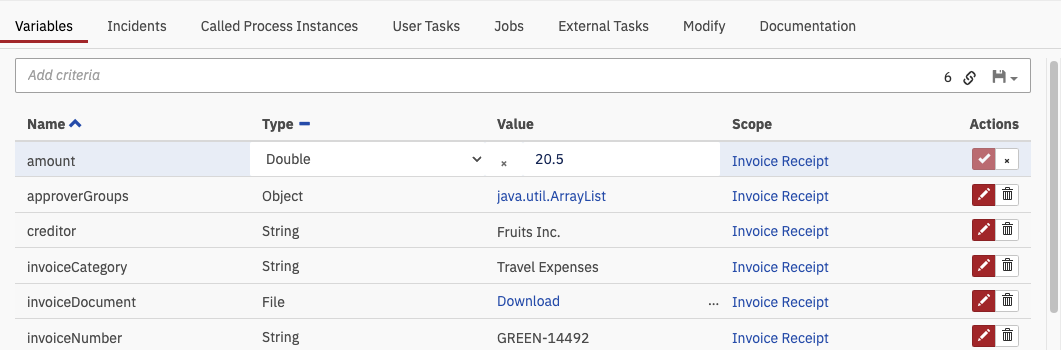 Variables Incidents Called Process Instances User Tasks Jobs External Tasks Modify Documentation
Add criteria 6
Name Type Value Scope Actions
amount Double × 20.5 Invoice Receipt ×
approverGroups Object java.util.ArrayList Invoice Receipt
creditor String Fruits Inc. Invoice Receipt
invoiceCategory String Travel Expenses Invoice Receipt
invoiceDocument File Download ... Invoice Receipt
invoiceNumber String GREEN-14492 Invoice Receipt